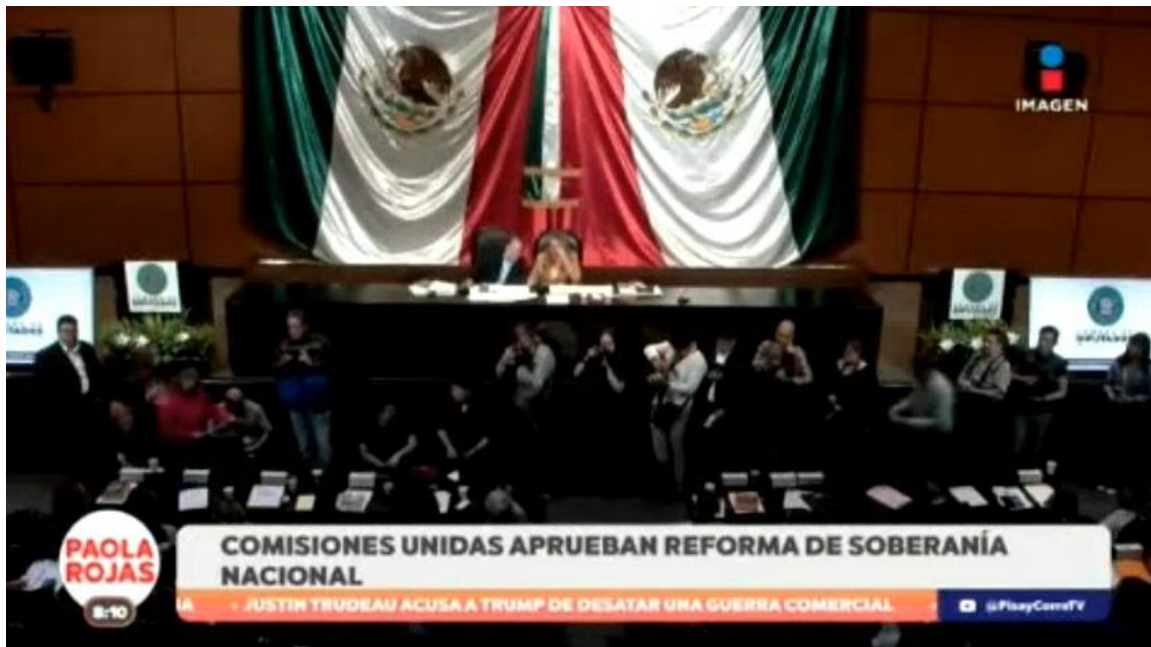 IMAGEN
DIPUTADOS
PAOLA
ROJAS
8:10
COMISIONES UNIDAS APRUEBAN REFORMA DE SOBERANÍA
NACIONAL
• JUSTIN TRUDEAU ACUSA A TRUMP DE DESATAR UNA GUERRA COMERCIAL
@PisayCorreTV